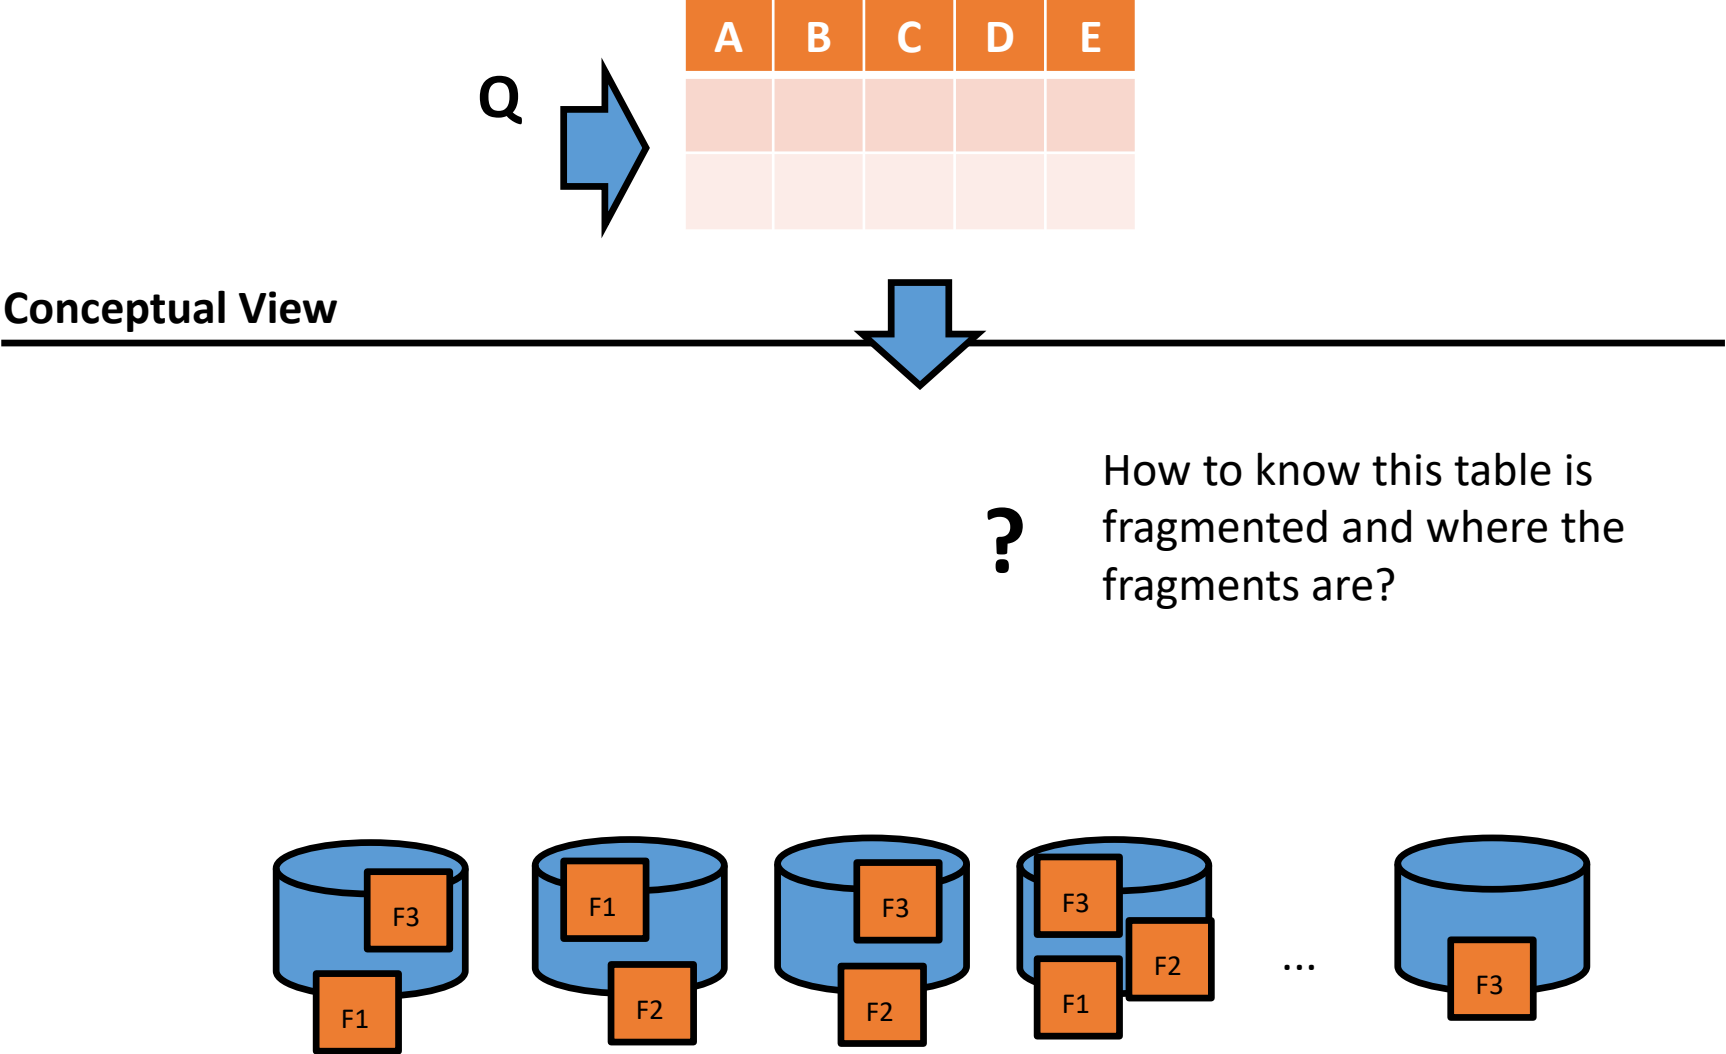 A B C D E
Q
Conceptual View
How to know this table is
fragmented and where the
fragments are?
?
F3 F1 F3 F3
F2 ... F3
F1 F2 F2 F1